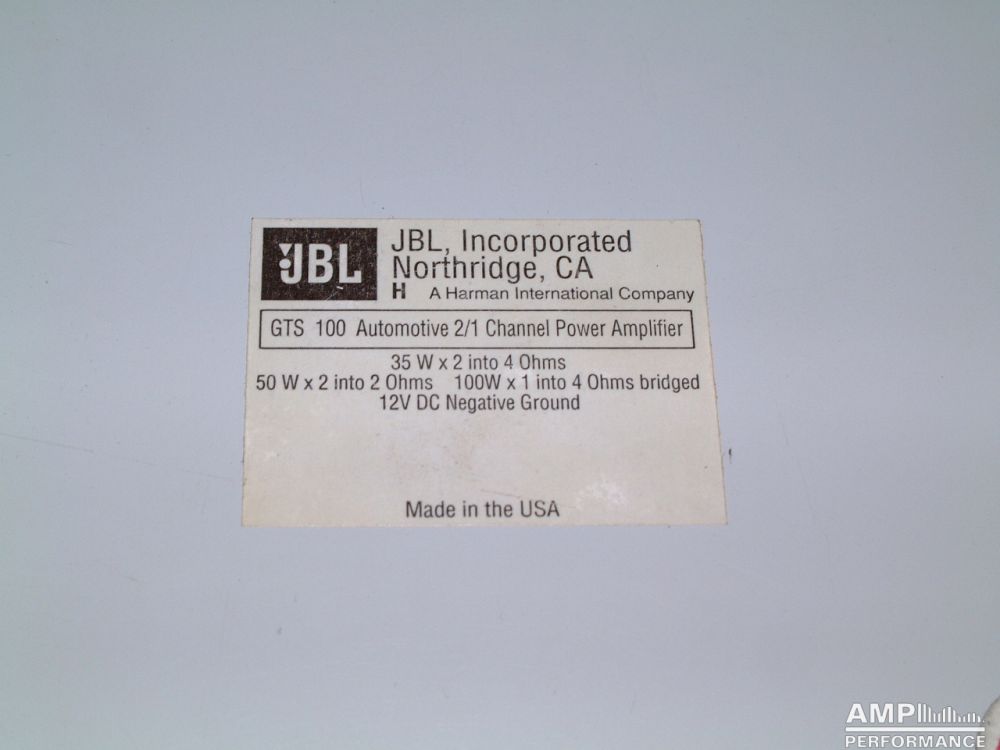 JBL
JBL, Incorporated
Northridge, CA
H A Harman International Company
GTS 100 Automotive 2/1 Channel Power Amplifier
35 W x 2 into 4 Ohms
50 W x 2 into 2 Ohms 100W x 1 into 4 Ohms bridged
12V DC Negative Ground
Made in the USA
AMP
PERFORMANCE